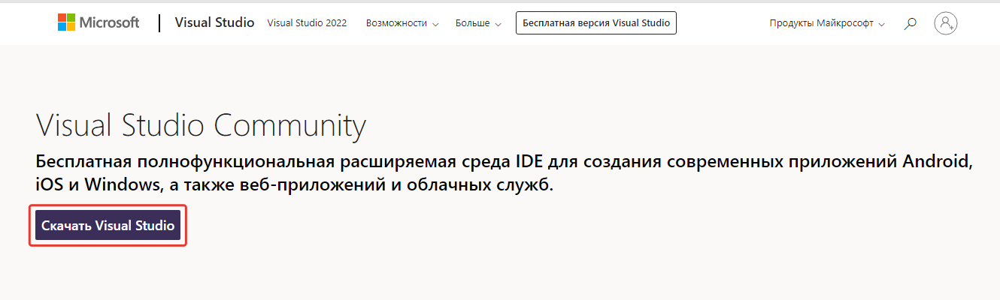 Microsoft Visual Studio Visual Studio 2022 Возможности Больше Бесплатная версия Visual Studio Продукты Майкрософт
Visual Studio Community
Бесплатная полнофункциональная расширяемая среда IDE для создания современных приложений Android,
iOS и Windows, а также веб-приложений и облачных служб.
Скачать Visual Studio